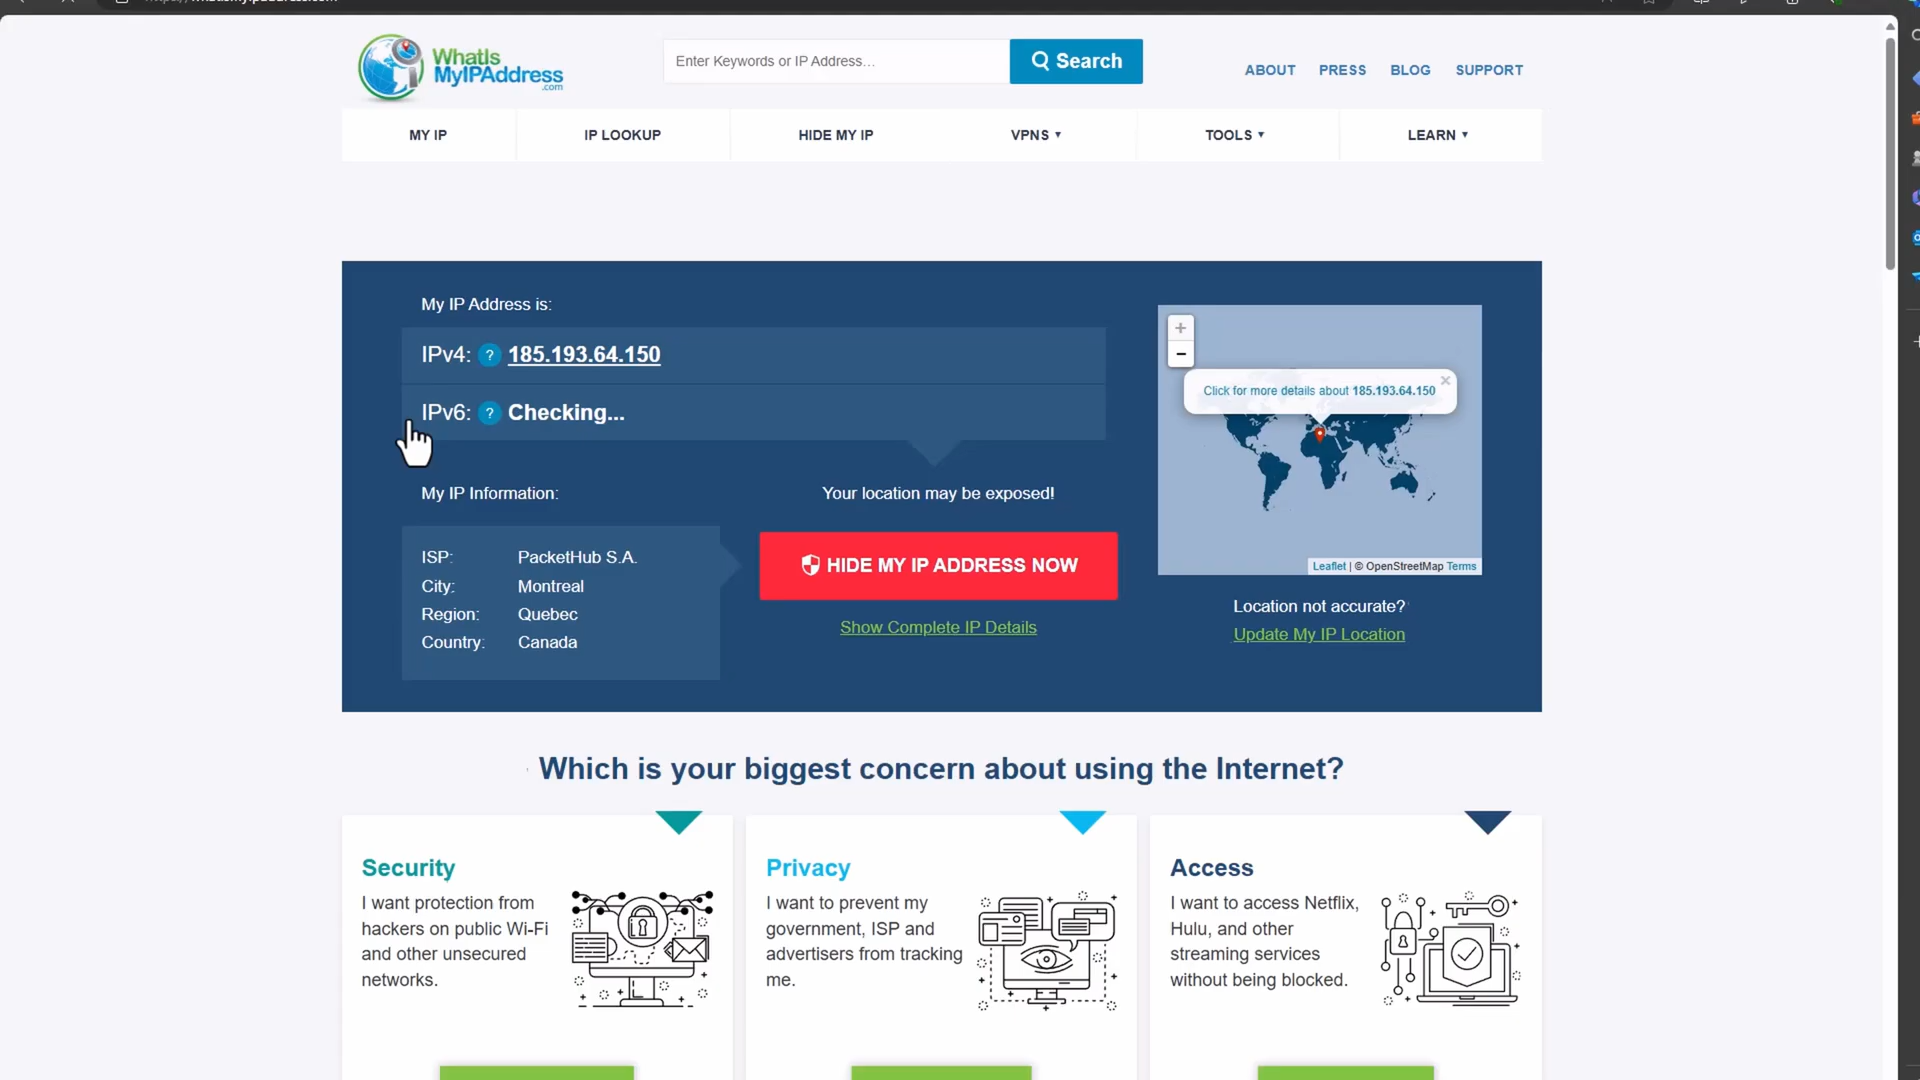 WhatIs
MyIPAddress
.com
Enter Keywords or IP Address...
Search
ABOUT
PRESS
BLOG
SUPPORT
MY IP
IP LOOKUP
HIDE MY IP
VPNS ▼
TOOLS ▼
LEARN ▼
My IP Address is:
IPv4: ? 185.193.64.150
IPv6: ? Checking...
My IP Information:
ISP: PacketHub S.A.
City: Montreal
Region: Quebec
Country: Canada
Your location may be exposed!
HIDE MY IP ADDRESS NOW
Show Complete IP Details
+
−
Click for more details about 185.193.64.150
×
Leaflet | © OpenStreetMap Terms
Location not accurate?
Update My IP Location
Which is your biggest concern about using the Internet?
Security
I want protection from
hackers on public Wi-Fi
and other unsecured
networks.
Privacy
I want to prevent my
government, ISP and
advertisers from tracking
me.
Access
I want to access Netflix,
Hulu, and other
streaming services
without being blocked.